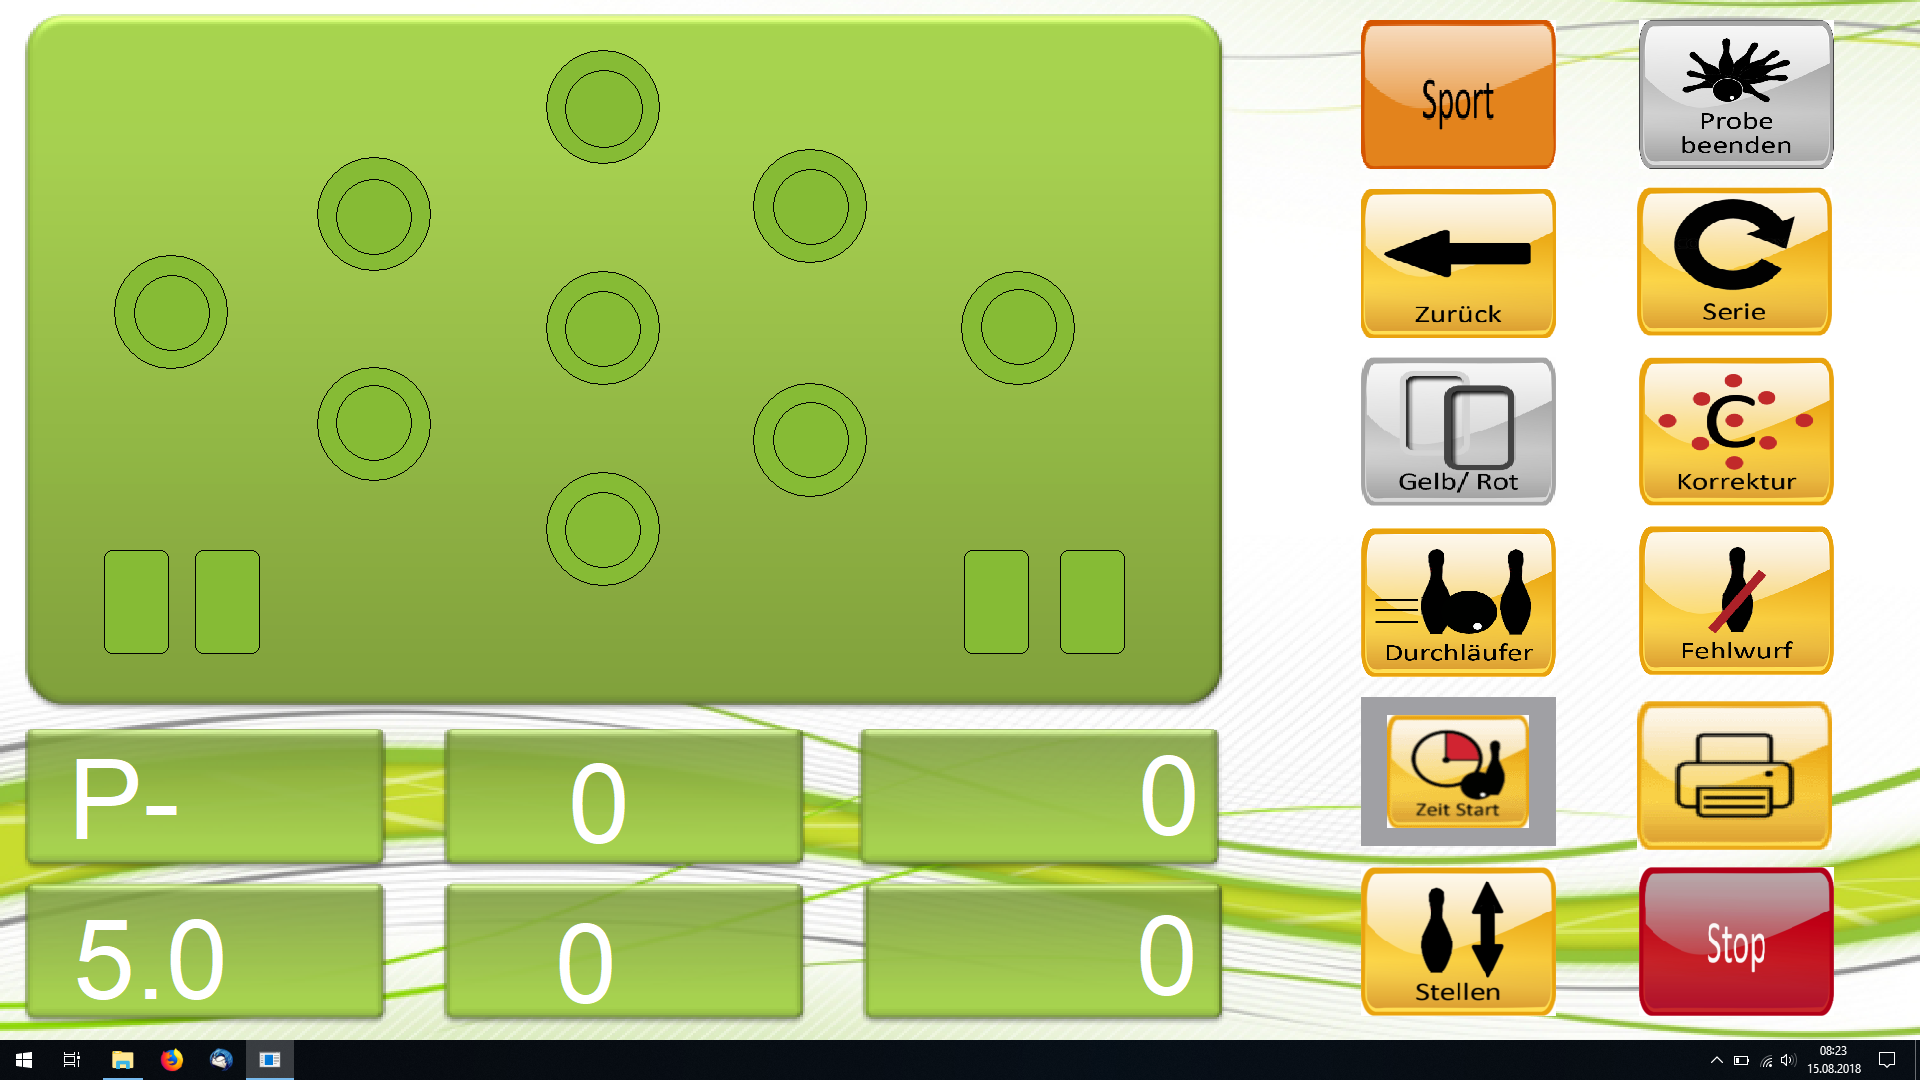 Sport
Probe
beenden
Zurück
Serie
C
Gelb/ Rot
Korrektur
Durchläufer
Fehlwurf
Zeit Start
P-
0
0
5.0
0
0
Stellen
Stop
08:23
15.08.2018